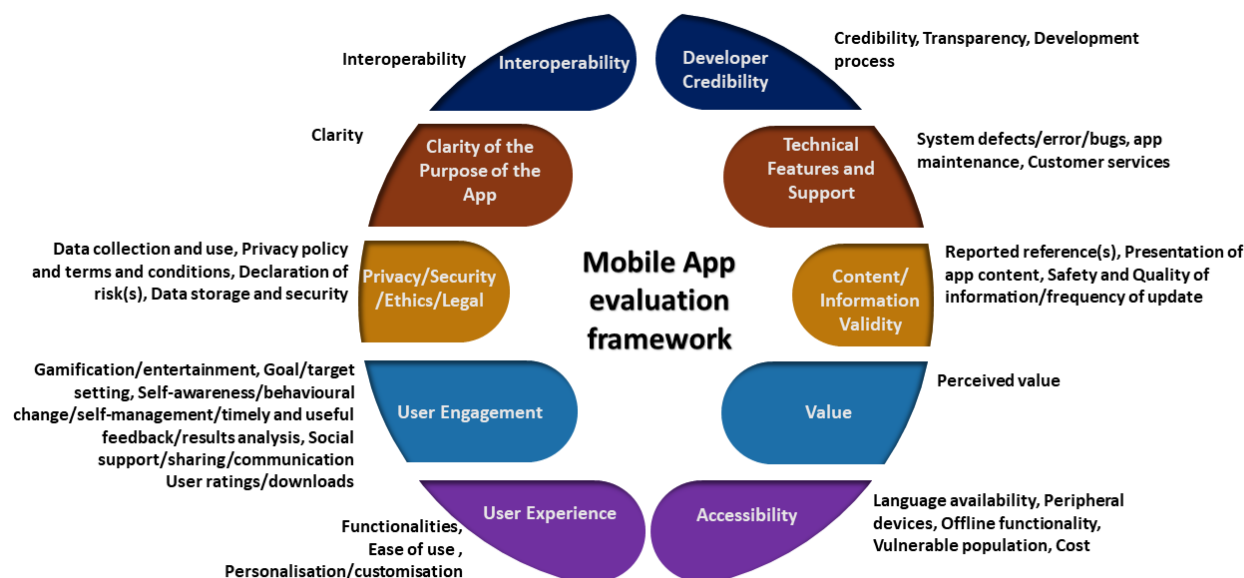 Interoperability
Interoperability
Developer
Credibility
Credibility, Transparency, Development
process
Clarity
Clarity of the
Purpose of the
App
Technical
Features and
Support
System defects/error/bugs, app
maintenance, Customer services
Data collection and use, Privacy policy
and terms and conditions, Declaration of
risk(s), Data storage and security
Privacy/Security
/Ethics/Legal
Mobile App
evaluation
framework
Content/
Information
Validity
Reported reference(s), Presentation of
app content, Safety and Quality of
information/frequency of update
Gamification/entertainment, Goal/target
setting, Self-awareness/behavioural
change/self-management/timely and useful
feedback/results analysis, Social
support/sharing/communication
User ratings/downloads
User Engagement
Value
Perceived value
Functionalities,
Ease of use ,
Personalisation/customisation
User Experience
Accessibility
Language availability, Peripheral
devices, Offline functionality,
Vulnerable population, Cost